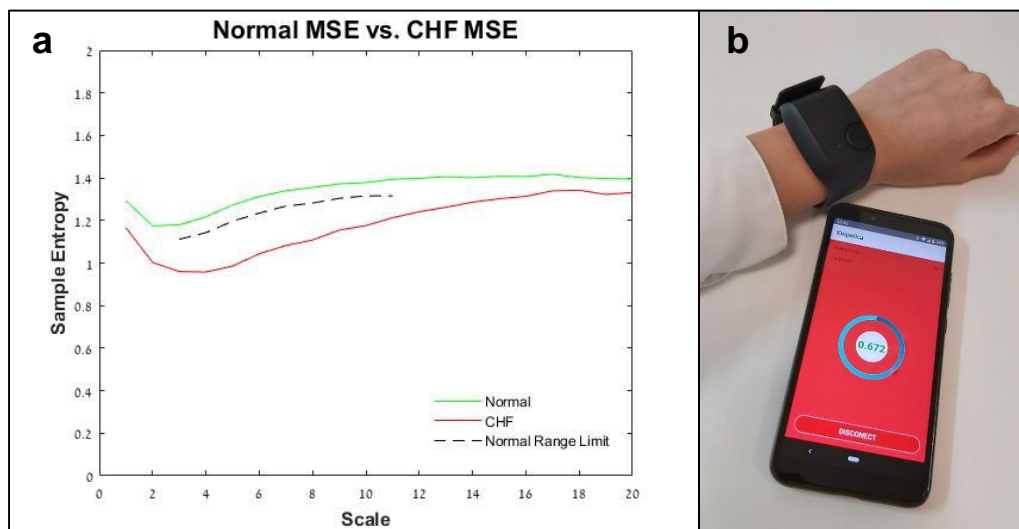 a
Normal MSE vs. CHF MSE
2
1.8
1.6
1.4
1.2
1
0.8
0.6
0.4
0.2
0
Sample Entropy
Normal
CHF
Normal Range Limit
0 2 4 6 8 10 12 14 16 18 20
Scale
b
Empatica
0.672
DISCONECT